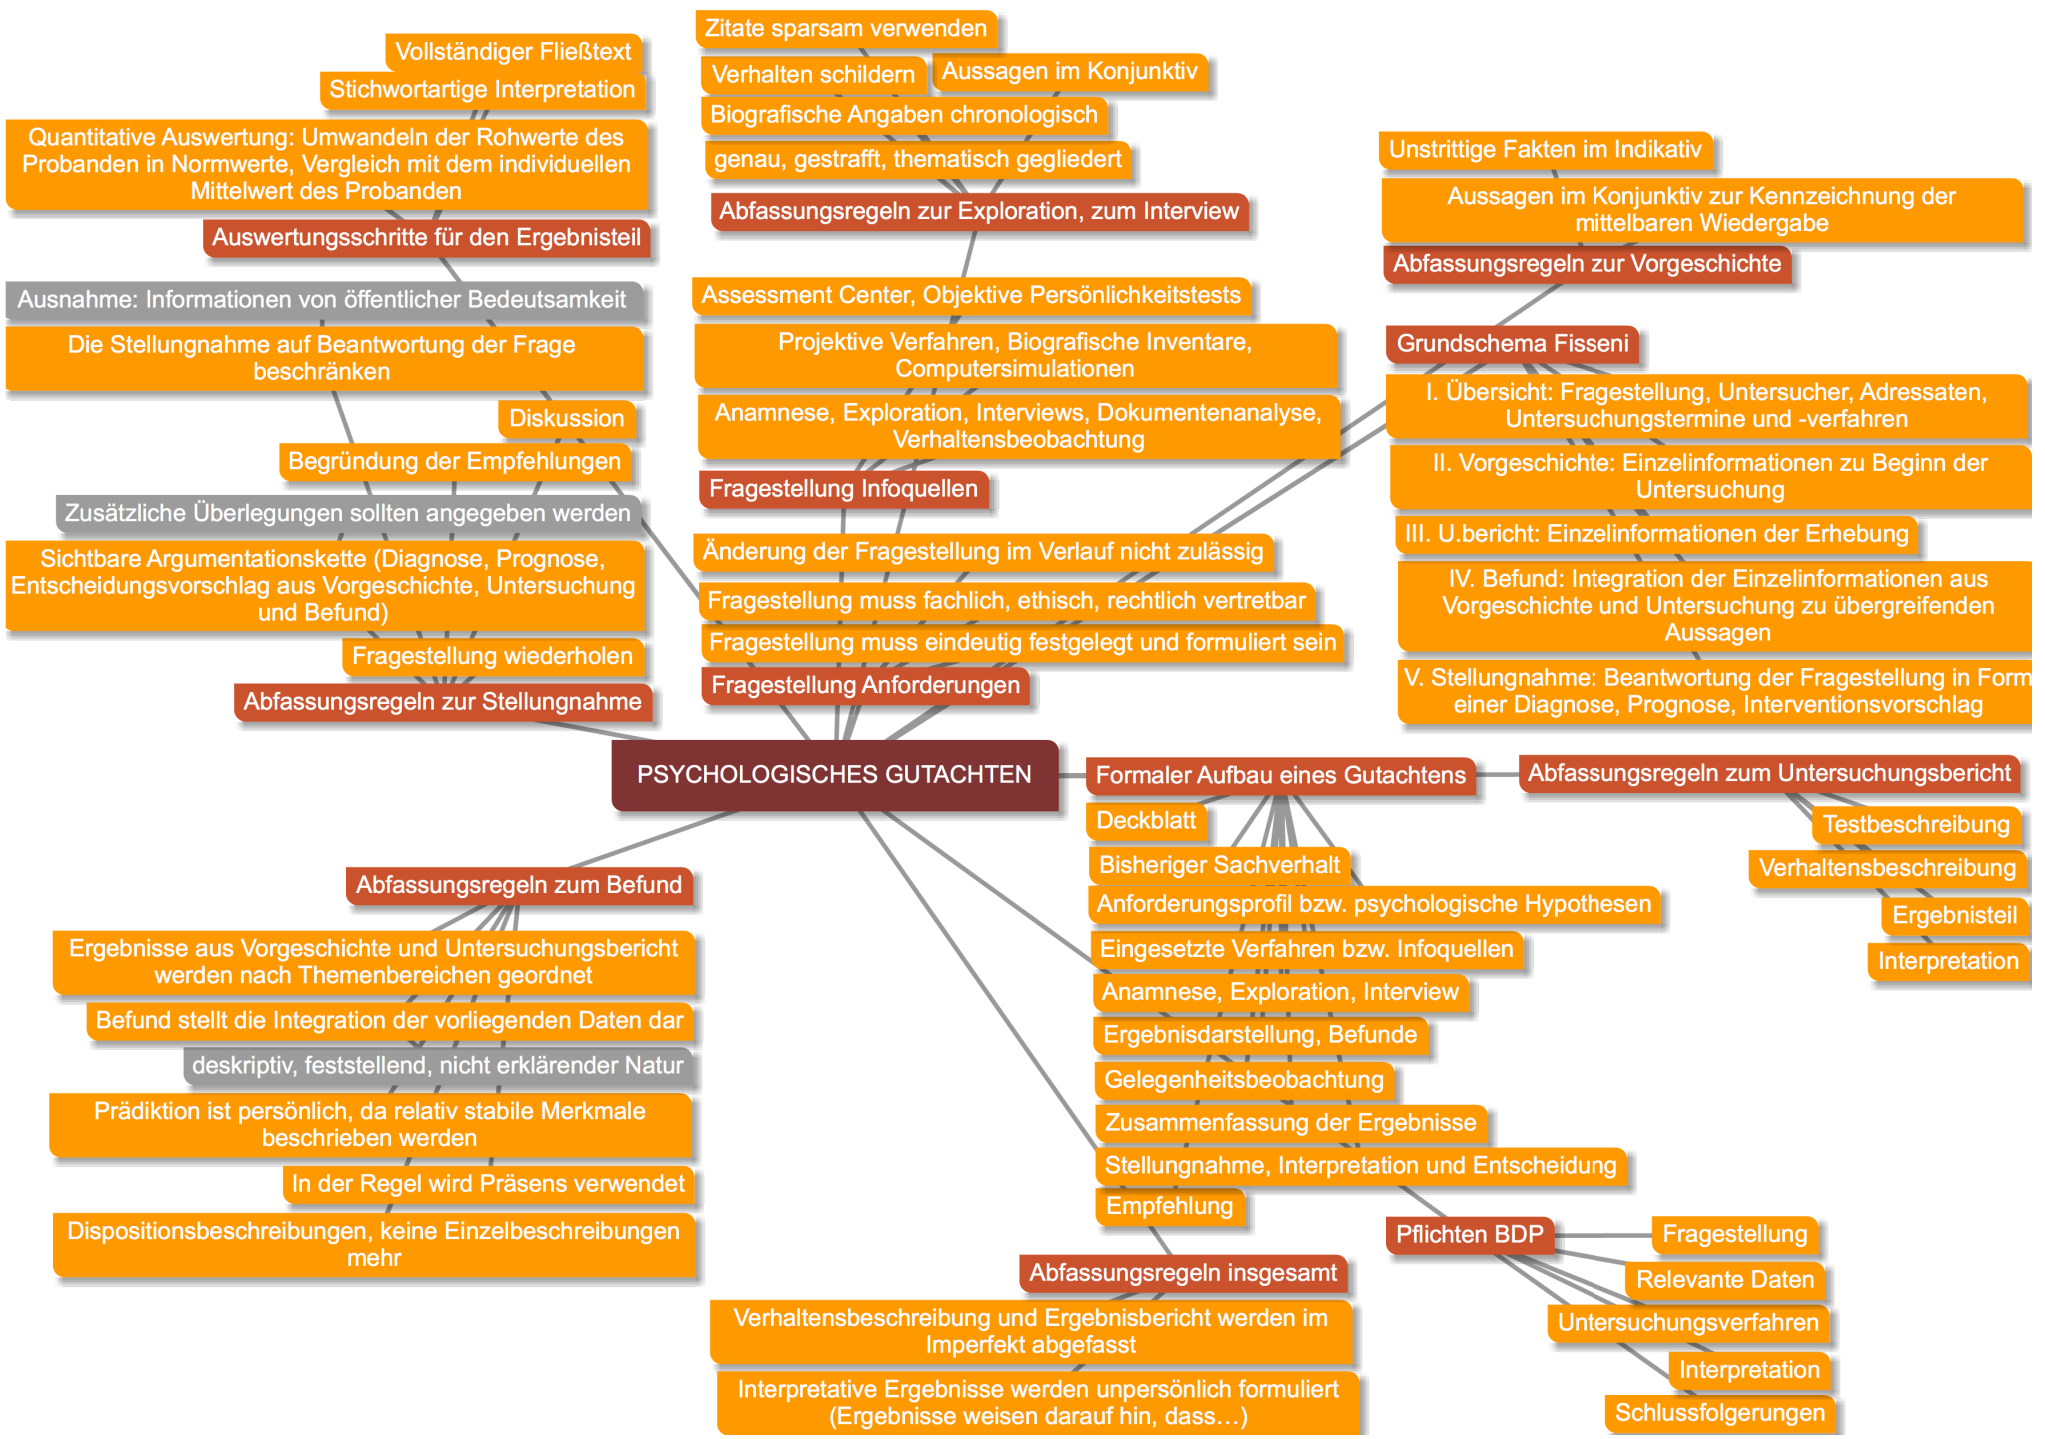 Vollständiger Fließtext
Stichwortartige Interpretation
Quantitative Auswertung: Umwandeln der Rohwerte des
Probanden in Normwerte, Vergleich mit dem individuellen
Mittelwert des Probanden
Auswertungsschritte für den Ergebnisteil
Ausnahme: Informationen von öffentlicher Bedeutsamkeit
Die Stellungnahme auf Beantwortung der Frage
beschränken
Diskussion
Begründung der Empfehlungen
Zusätzliche Überlegungen sollten angegeben werden
Sichtbare Argumentationskette (Diagnose, Prognose,
Entscheidungsvorschlag aus Vorgeschichte, Untersuchung
und Befund)
Fragestellung wiederholen
Abfassungsregeln zur Stellungnahme
Zitate sparsam verwenden
Verhalten schildern
Aussagen im Konjunktiv
Biografische Angaben chronologisch
genau, gestrafft, thematisch gegliedert
Abfassungsregeln zur Exploration, zum Interview
Assessment Center, Objektive Persönlichkeitstests
Projektive Verfahren, Biografische Inventare,
Computersimulationen
Anamnese, Exploration, Interviews, Dokumentenanalyse,
Verhaltensbeobachtung
Fragestellung Infoquellen
Änderung der Fragestellung im Verlauf nicht zulässig
Fragestellung muss fachlich, ethisch, rechtlich vertretbar
Fragestellung muss eindeutig festgelegt und formuliert sein
Fragestellung Anforderungen
Unstrittige Fakten im Indikativ
Aussagen im Konjunktiv zur Kennzeichnung der
mittelbaren Wiedergabe
Abfassungsregeln zur Vorgeschichte
Grundschema Fisseni
I. Übersicht: Fragestellung, Untersucher, Adressaten,
Untersuchungstermine und -verfahren
II. Vorgeschichte: Einzelinformationen zu Beginn der
Untersuchung
III. U.bericht: Einzelinformationen der Erhebung
IV. Befund: Integration der Einzelinformationen aus
Vorgeschichte und Untersuchung zu übergreifenden
Aussagen
V. Stellungnahme: Beantwortung der Fragestellung in Form
einer Diagnose, Prognose, Interventionsvorschlag
PSYCHOLOGISCHES GUTACHTEN
Formaler Aufbau eines Gutachtens
Deckblatt
Bisheriger Sachverhalt
Anforderungsprofil bzw. psychologische Hypothesen
Eingesetzte Verfahren bzw. Infoquellen
Anamnese, Exploration, Interview
Ergebnisdarstellung, Befunde
Gelegenheitsbeobachtung
Zusammenfassung der Ergebnisse
Stellungnahme, Interpretation und Entscheidung
Empfehlung
Abfassungsregeln zum Untersuchungsbericht
Testbeschreibung
Verhaltensbeschreibung
Ergebnisteil
Interpretation
Abfassungsregeln zum Befund
Ergebnisse aus Vorgeschichte und Untersuchungsbericht
werden nach Themenbereichen geordnet
Befund stellt die Integration der vorliegenden Daten dar
deskriptiv, feststellend, nicht erklärender Natur
Prädiktion ist persönlich, da relativ stabile Merkmale
beschrieben werden
In der Regel wird Präsens verwendet
Dispositionsbeschreibungen, keine Einzelbeschreibungen
mehr
Abfassungsregeln insgesamt
Verhaltensbeschreibung und Ergebnisbericht werden im
Imperfekt abgefasst
Interpretative Ergebnisse werden unpersönlich formuliert
(Ergebnisse weisen darauf hin, dass…)
Pflichten BDP
Fragestellung
Relevante Daten
Untersuchungsverfahren
Interpretation
Schlussfolgerungen